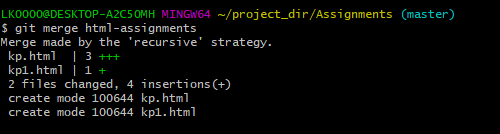 LK0000@DESKTOP-A2C50MH MINGW64 ~/project_dir/Assignments (master)
$ git merge html-assignments
Merge made by the 'recursive' strategy.
 kp.html  | 3 +++
 kp1.html | 1 +
 2 files changed, 4 insertions(+)
 create mode 100644 kp.html
 create mode 100644 kp1.html